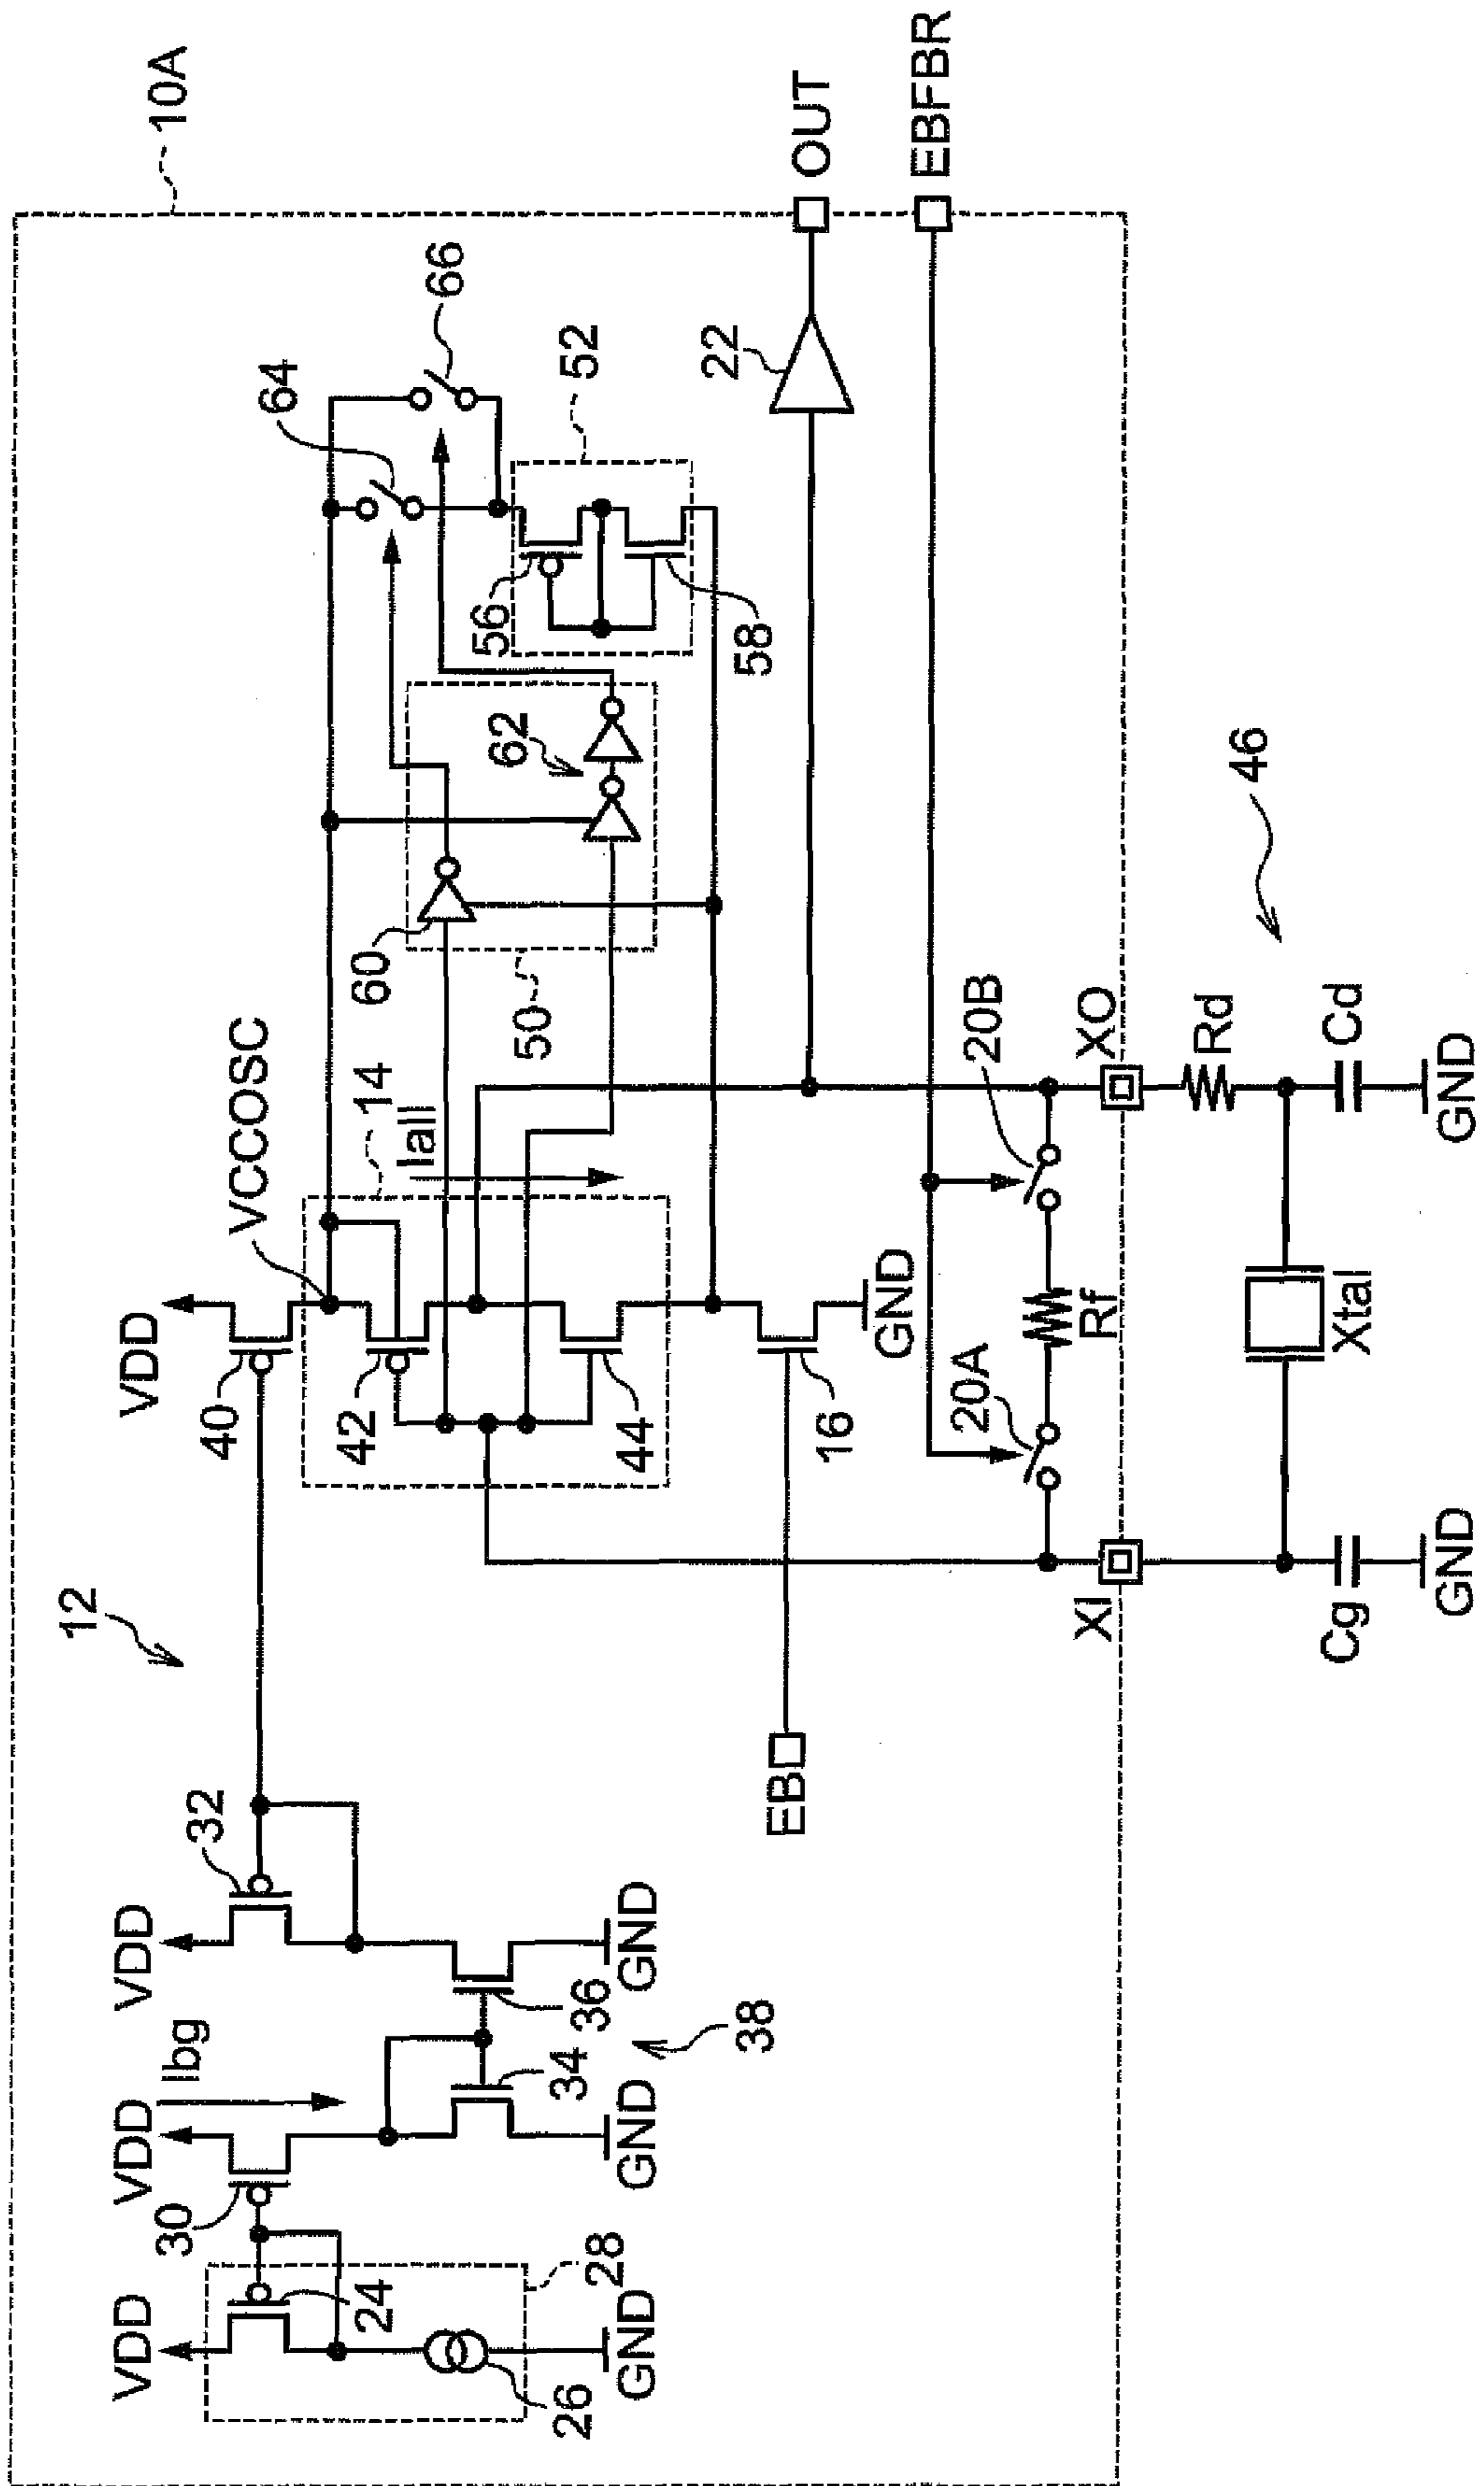 10A
12
VDD
VDD
VDD
VDD
Ibg
24
26
28
30
32
34
36
38
GND
GND
GND
40
VCCOSC
42
44
14
Iall
16
GND
EB
50
60
62
64
66
52
56
58
22
OUT
EBFBR
20A
20B
Rf
XI
XO
46
Rd
Cd
Cg
Xtal
GND
GND